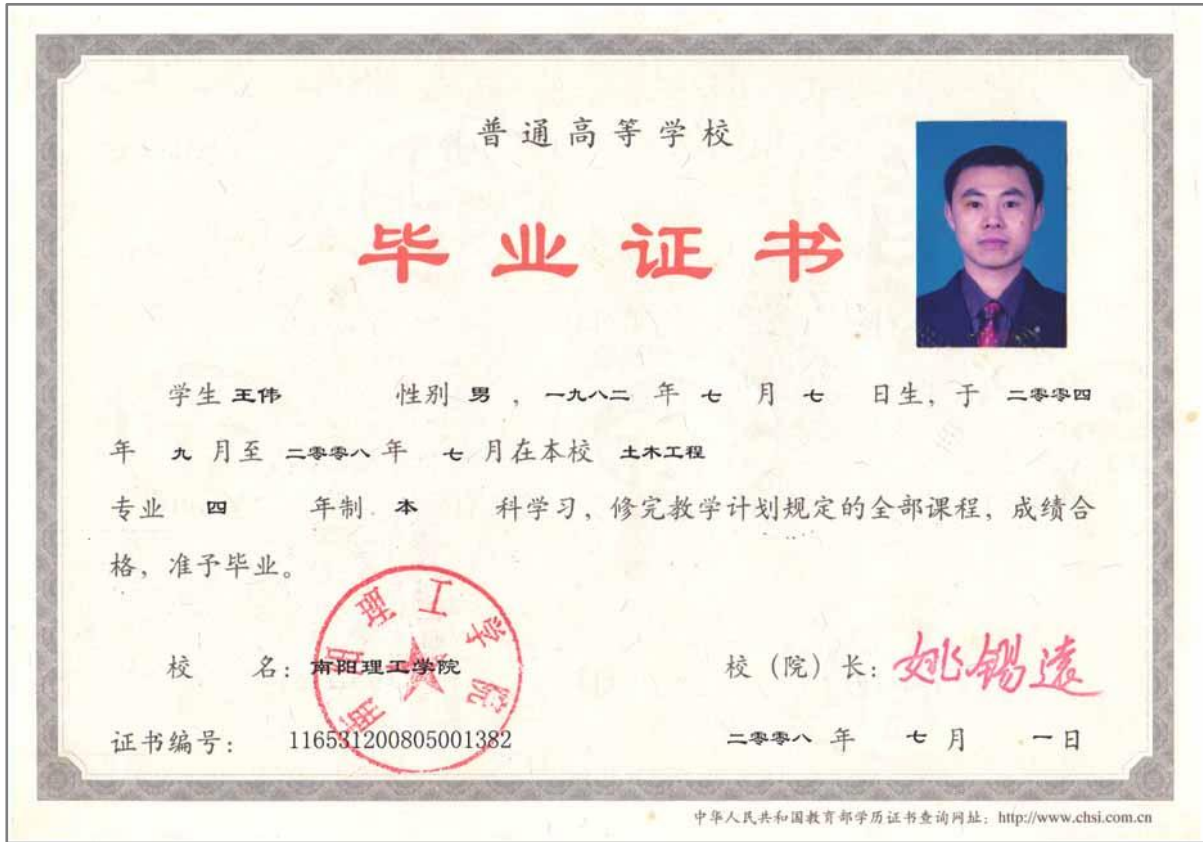 普通高等学校
毕业证书
学生 王伟 性别 男 , 一九八二 年 七 月 七 日生, 于 二零零四
年 九 月至 二零零八 年 七 月在本校 土木工程
专业 四 年制 本 科学习, 修完教学计划规定的全部课程, 成绩合
格, 准予毕业。
南阳理工学院
校 名: 南阳理工学院 校(院)长: 姚锡远
证书编号: 116531200805001382 二零零八 年 七 月 一日
中华人民共和国教育部学历证书查询网址: http://www.chsi.com.cn